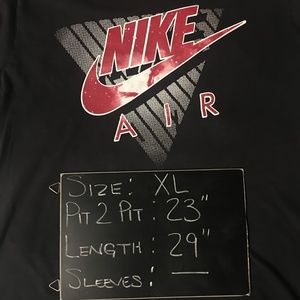 NIKE
AIR
SIZE: XL
PIT 2 PIT: 23"
LENGTH: 29"
SLEEVES: —